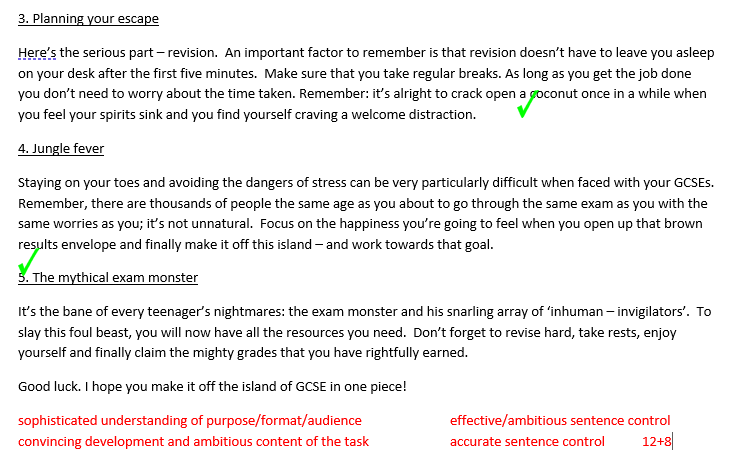 3. Planning your escape
Here's the serious part – revision.  An important factor to remember is that revision doesn't have to leave you asleep
on your desk after the first five minutes.  Make sure that you take regular breaks. As long as you get the job done
you don't need to worry about the time taken. Remember: it's alright to crack open a coconut once in a while when
you feel your spirits sink and you find yourself craving a welcome distraction.
4. Jungle fever
Staying on your toes and avoiding the dangers of stress can be very particularly difficult when faced with your GCSEs.
Remember, there are thousands of people the same age as you about to go through the same exam as you with the
same worries as you; it's not unnatural.  Focus on the happiness you're going to feel when you open up that brown
results envelope and finally make it off this island – and work towards that goal.
5. The mythical exam monster
It's the bane of every teenager's nightmares: the exam monster and his snarling array of 'inhuman – invigilators'.  To
slay this foul beast, you will now have all the resources you need.  Don't forget to revise hard, take rests, enjoy
yourself and finally claim the mighty grades that you have rightfully earned.
Good luck. I hope you make it off the island of GCSE in one piece!
sophisticated understanding of purpose/format/audience effective/ambitious sentence control
convincing development and ambitious content of the task accurate sentence control 12+8